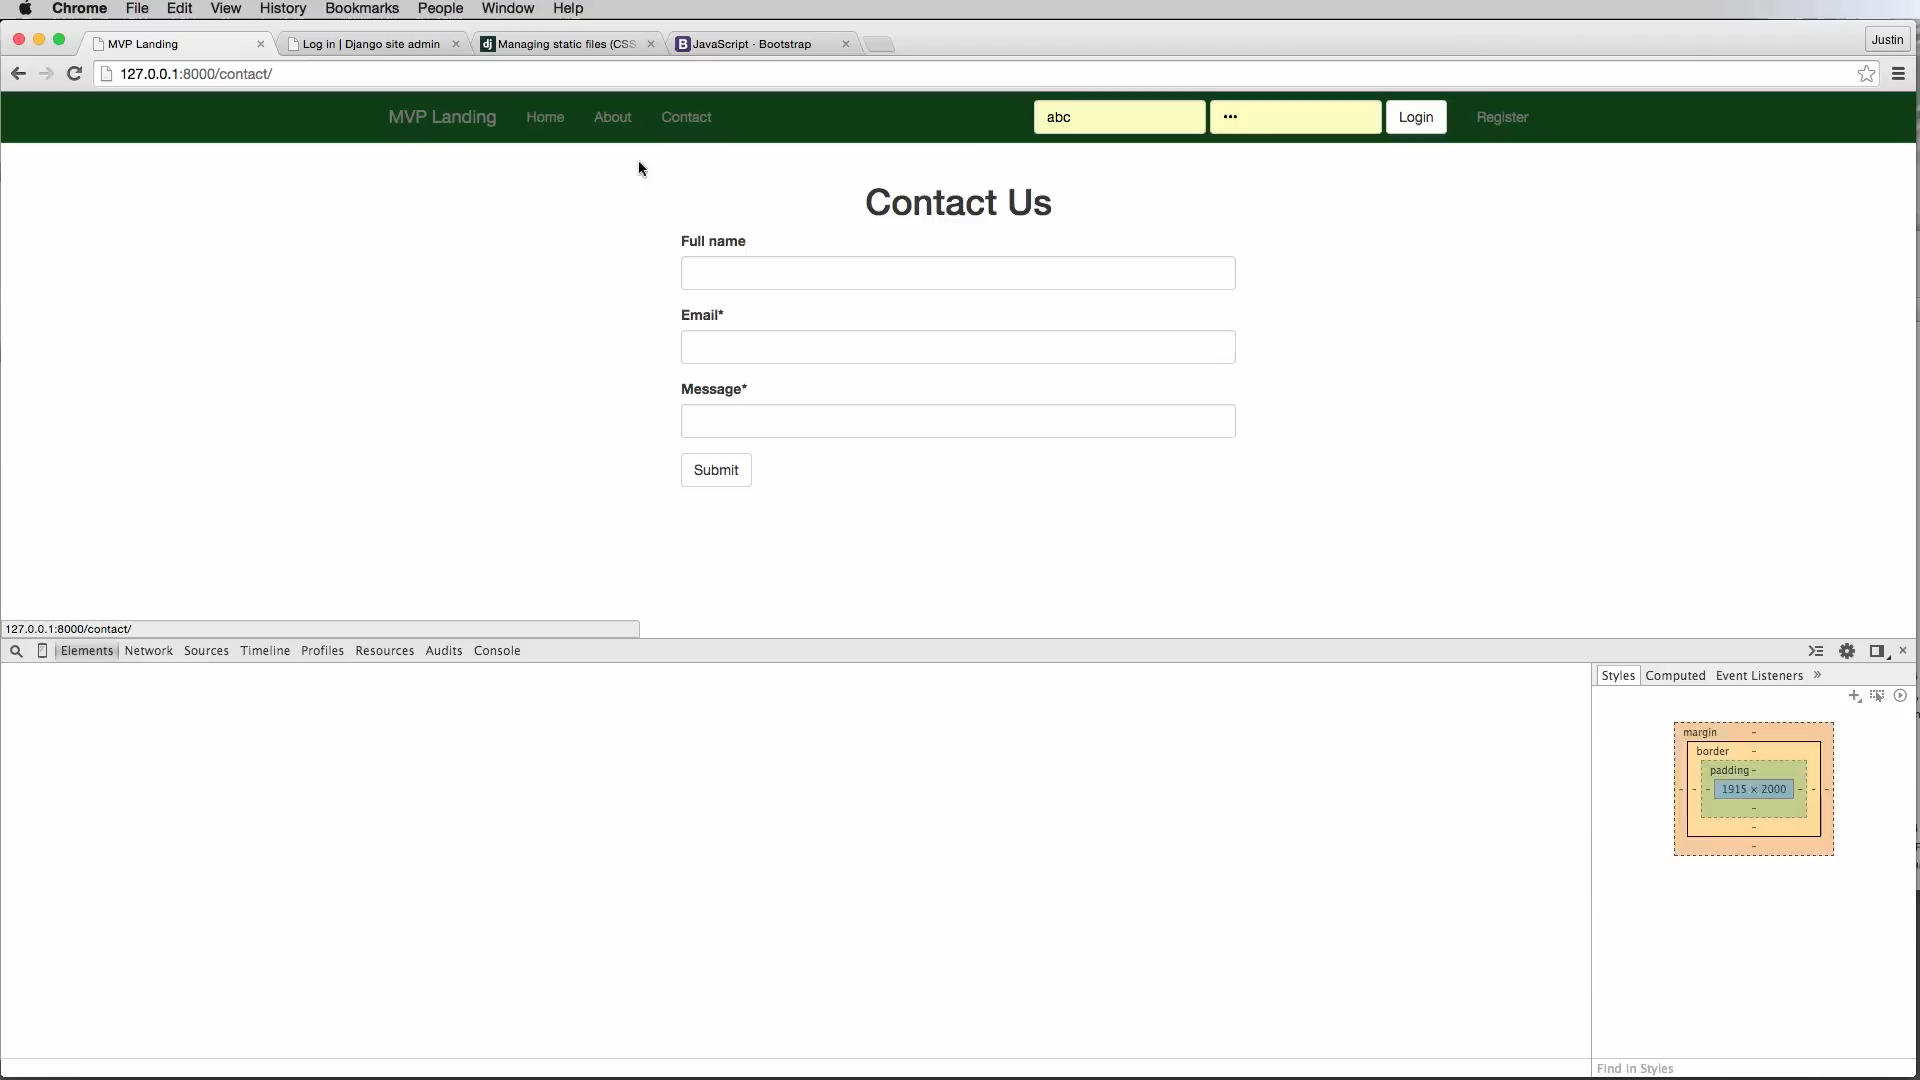 Chrome File Edit View History Bookmarks People Window Help
MVP Landing Log in | Django site admin Managing static files (CSS JavaScript · Bootstrap Justin
127.0.0.1:8000/contact/
MVP Landing Home About Contact abc ••• Login Register
Contact Us
Full name
Email*
Message*
Submit
127.0.0.1:8000/contact/
Elements Network Sources Timeline Profiles Resources Audits Console
Styles Computed Event Listeners »
margin -
border -
padding -
- - - 1915 × 2000 - - -
-
-
-
Find in Styles